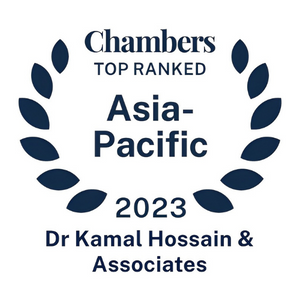 Chambers
TOP RANKED
Asia-
Pacific
2023
Dr Kamal Hossain &
Associates